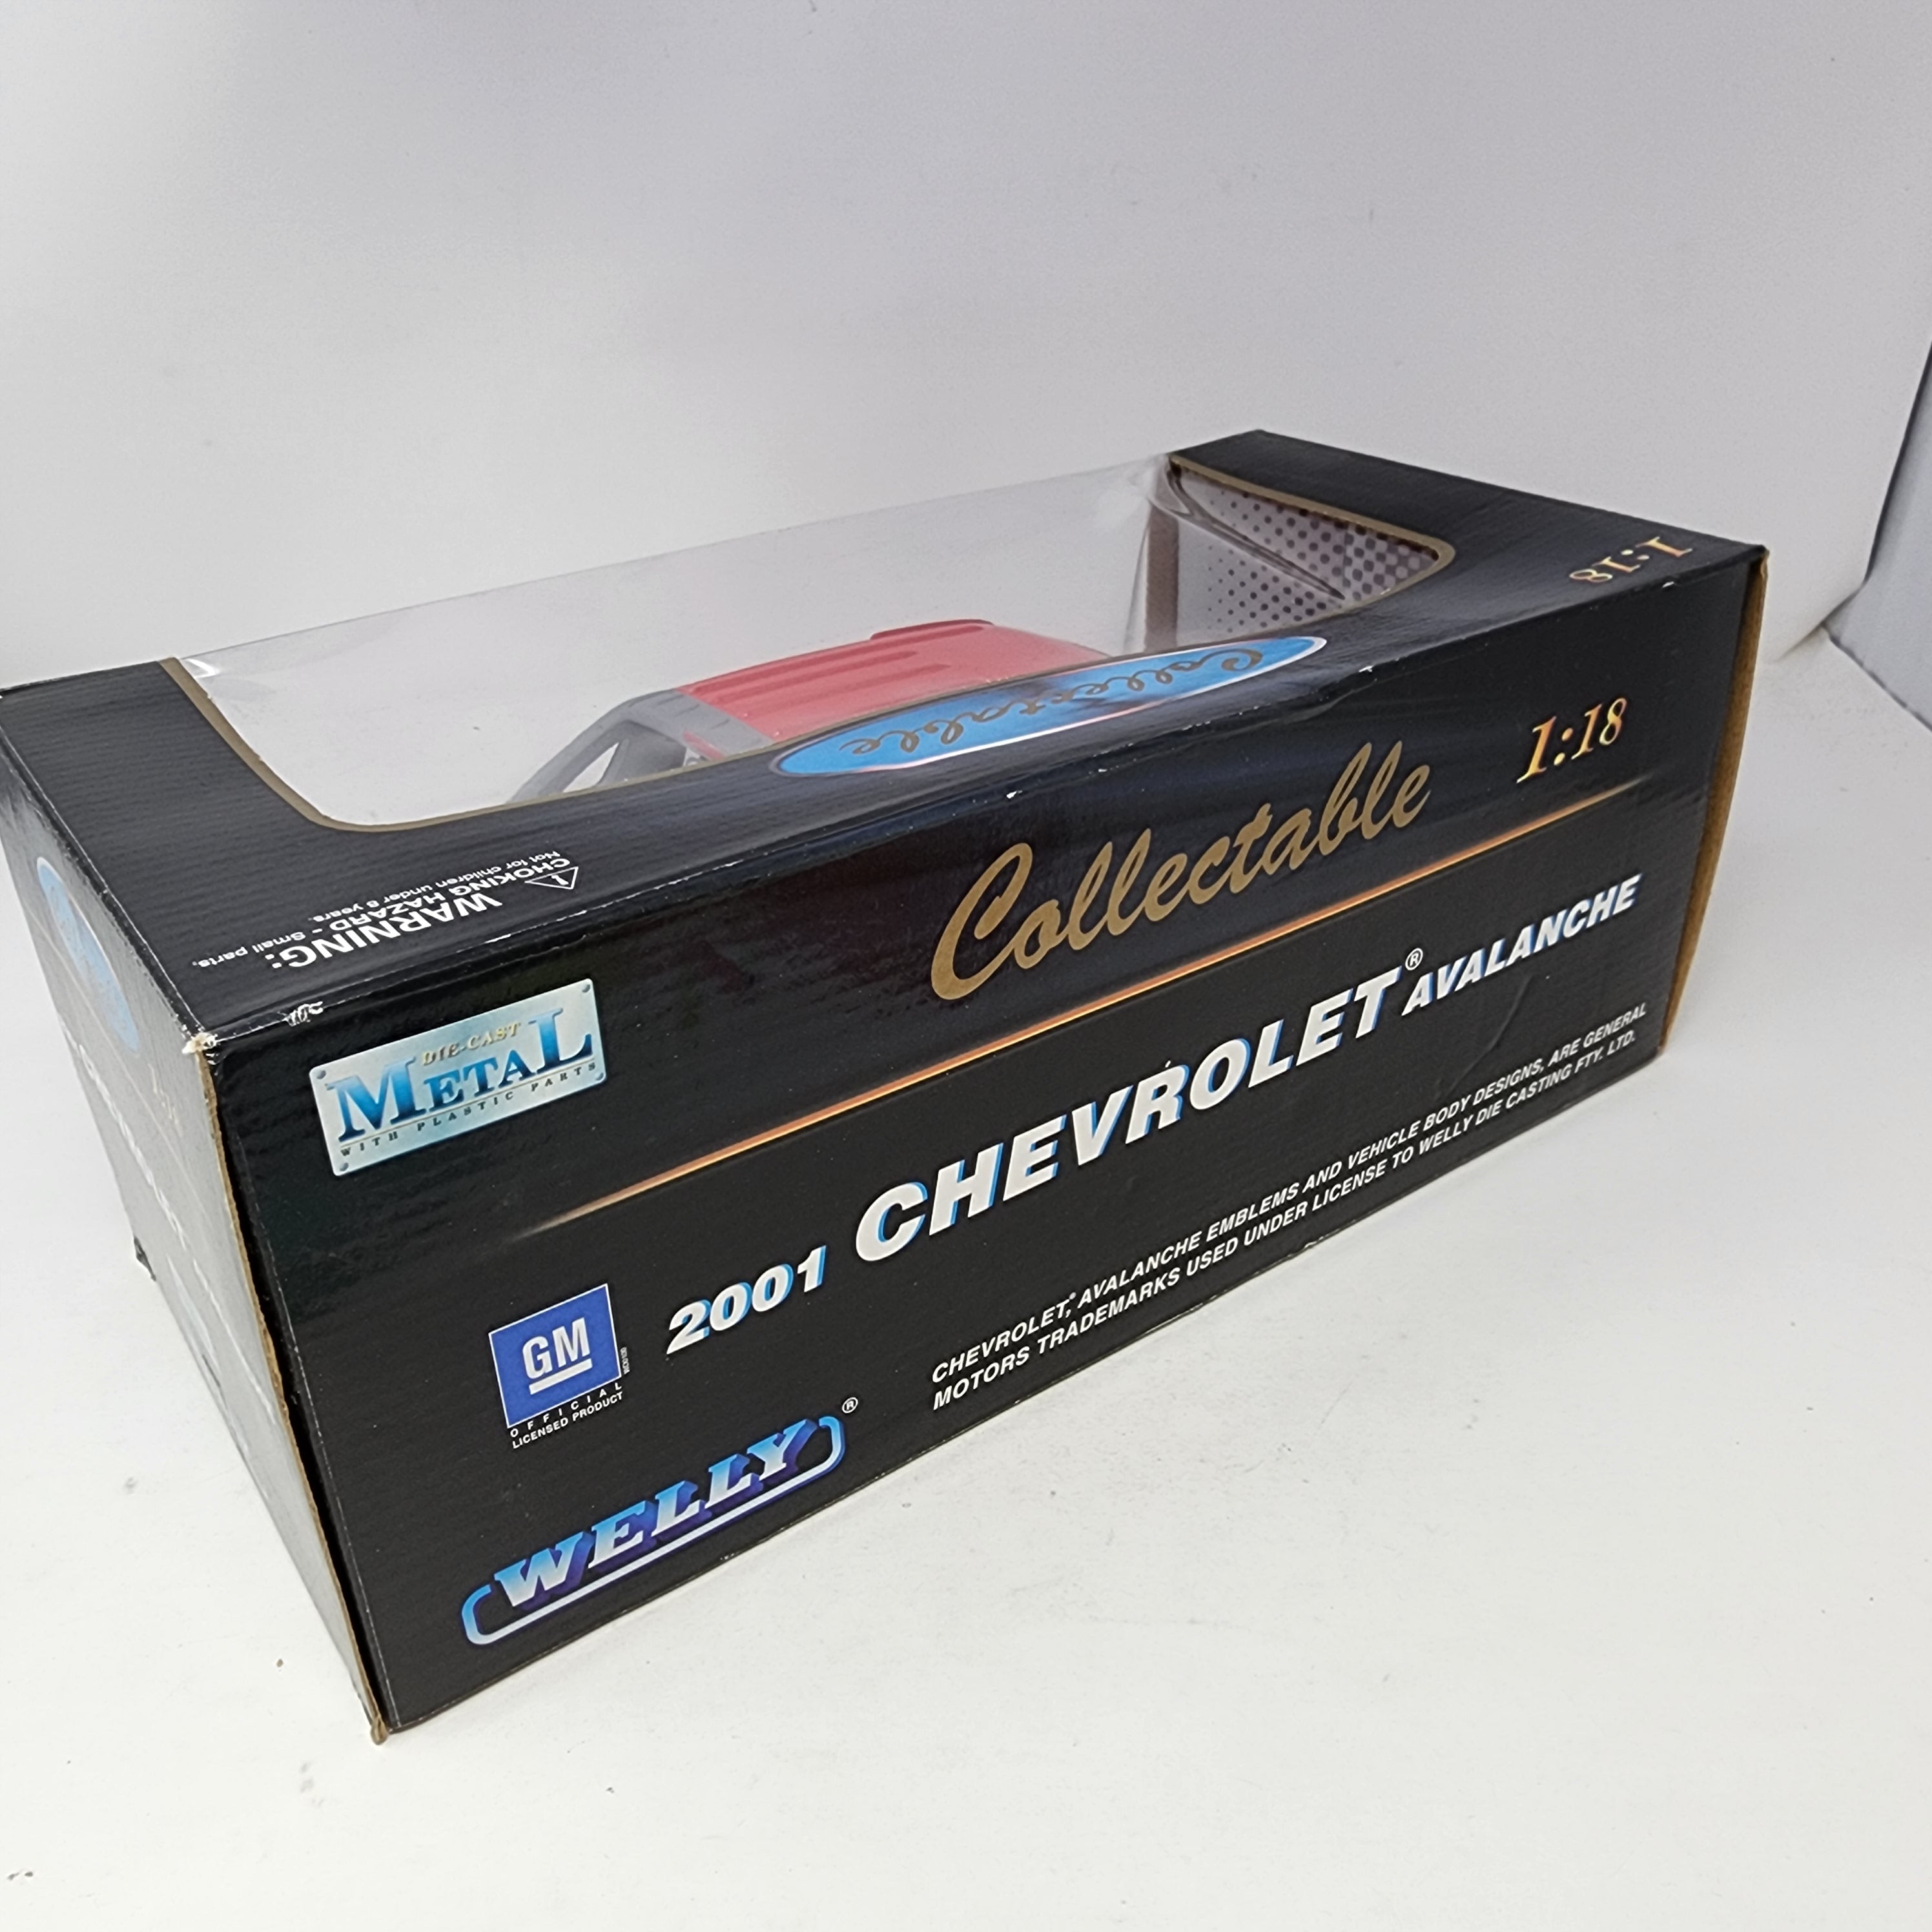 1:18
Collectable
WARNING:
CHOKING HAZARD - Small parts.
Not for children under 8 years.
Collectable
1:18
DIE-CAST
METAL
WITH PLASTIC PARTS
2001 CHEVROLET® AVALANCHE
CHEVROLET,® AVALANCHE EMBLEMS AND VEHICLE BODY DESIGNS, ARE GENERAL
MOTORS TRADEMARKS USED UNDER LICENSE TO WELLY DIE CASTING FTY. LTD.
GM
OFFICIAL
LICENSED PRODUCT
WELLY®